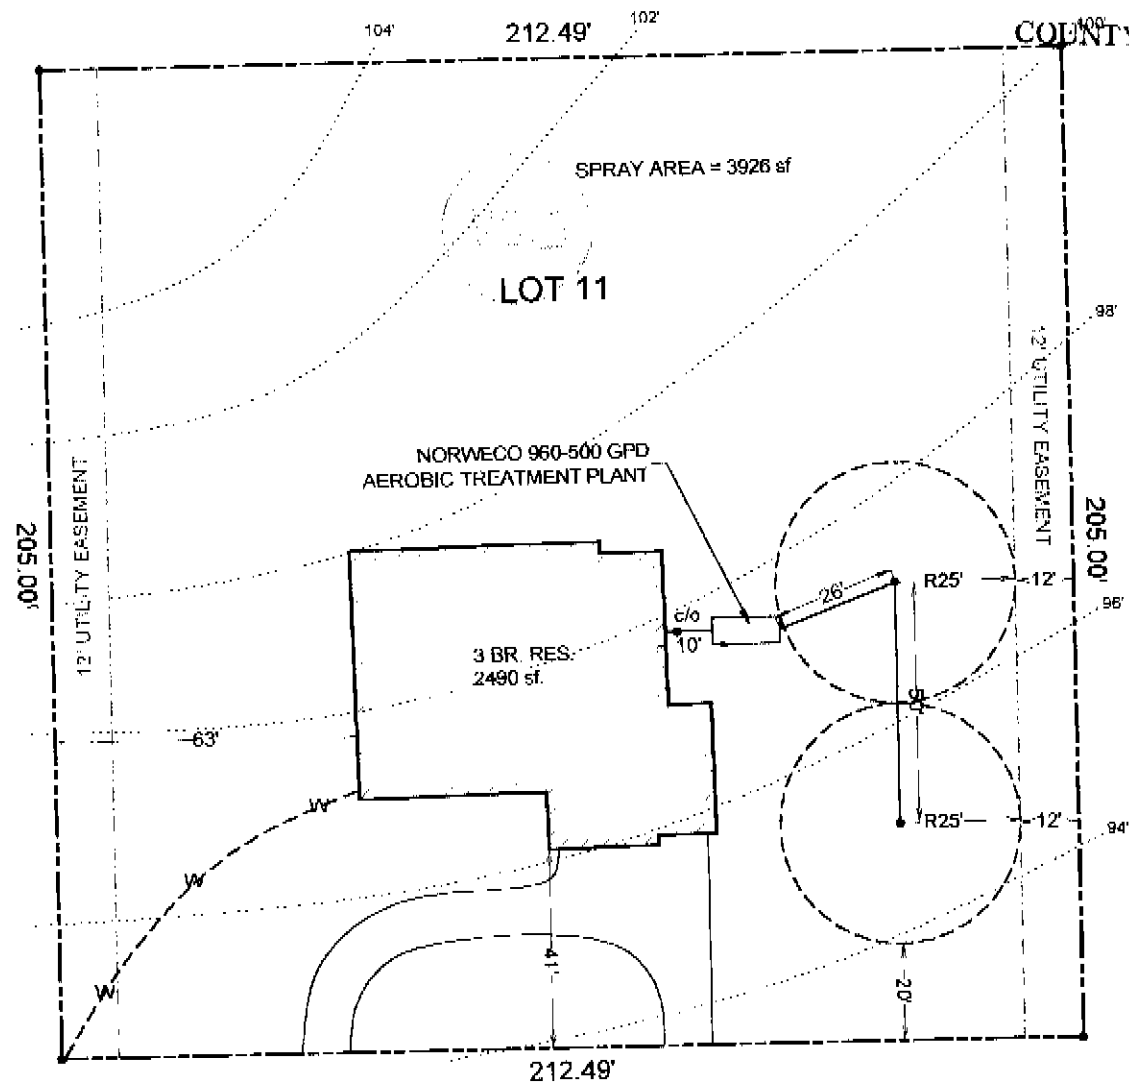 104'
212.49'
102'
100'
COUNTY
SPRAY AREA = 3926 sf
LOT 11
98'
12' UTILITY EASEMENT
NORWECO 960-500 GPD
AEROBIC TREATMENT PLANT
12' UTILITY EASEMENT
205.00'
205.00'
26'
R25'
12'
96'
c/o
10'
3 BR. RES.
2490 sf.
50'
63'
W
R25'
12'
94'
W
41'
20'
W
212.49'